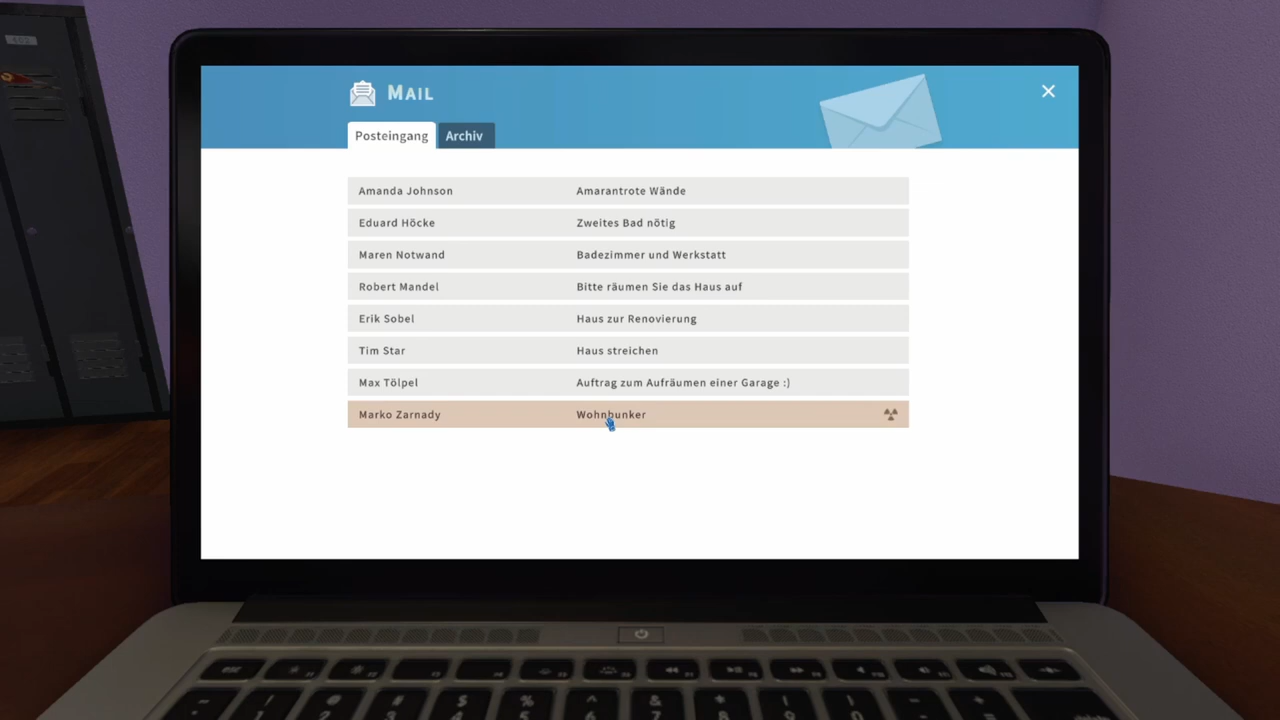 402
Mail
Posteingang
Archiv
Amanda Johnson Amarantrote Wände
Eduard Höcke Zweites Bad nötig
Maren Notwand Badezimmer und Werkstatt
Robert Mandel Bitte räumen Sie das Haus auf
Erik Sobel Haus zur Renovierung
Tim Star Haus streichen
Max Tölpel Auftrag zum Aufräumen einer Garage :)
Marko Zarnady Wohnbunker